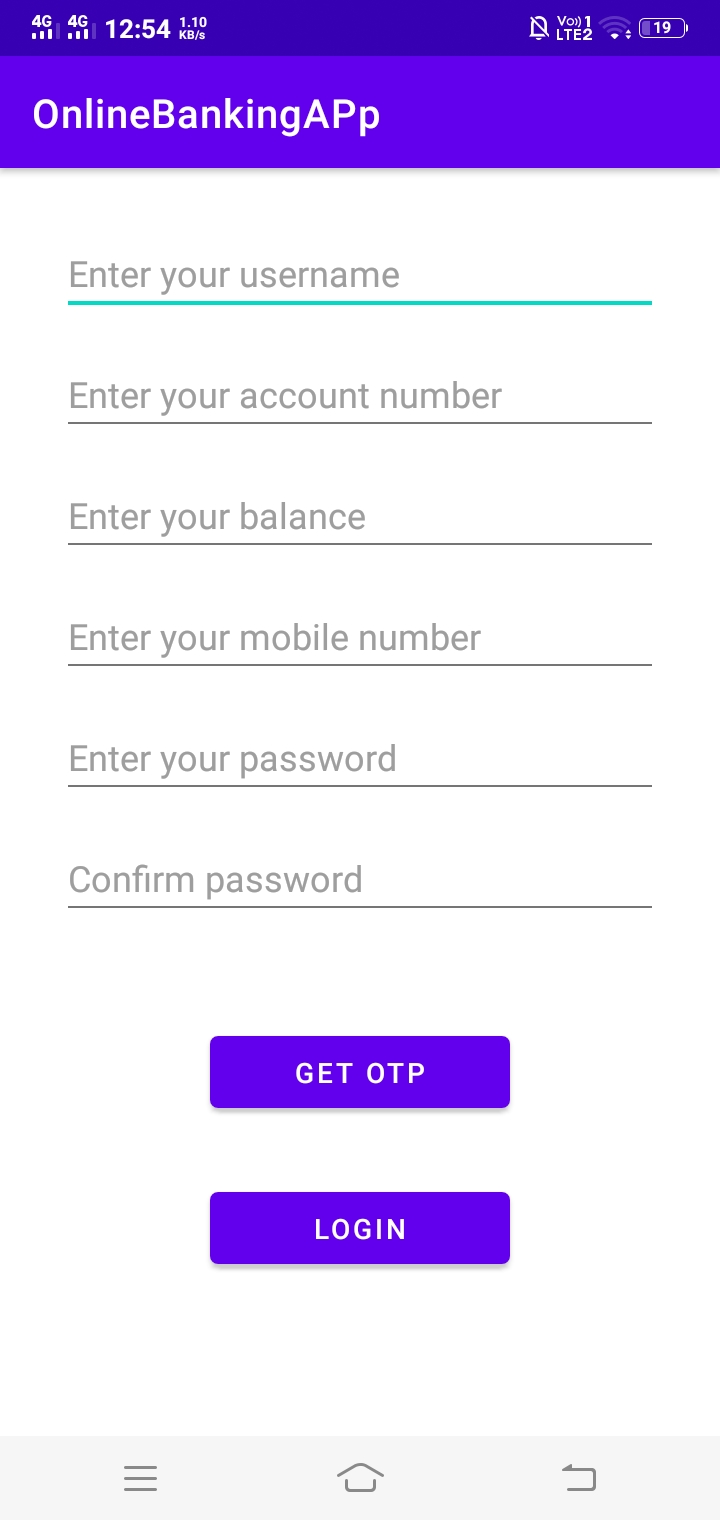 4G 4G 12:54 1.10 KB/s Vo)) 1 LTE2 19
OnlineBankingAPp
Enter your username
Enter your account number
Enter your balance
Enter your mobile number
Enter your password
Confirm password
GET OTP
LOGIN